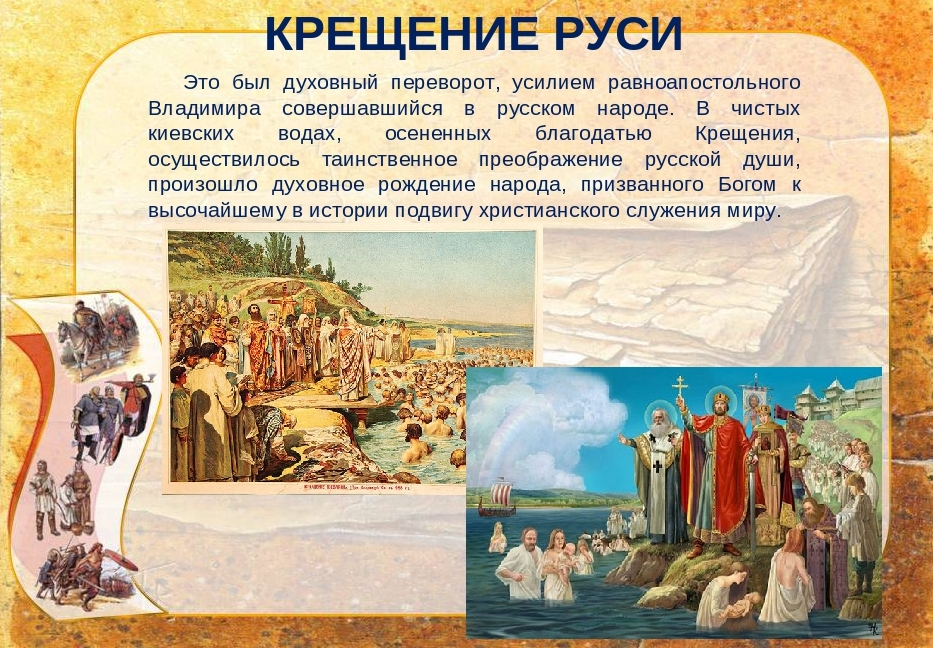 КРЕЩЕНИЕ РУСИ
Это был духовный переворот, усилием равноапостольного
Владимира совершавшийся в русском народе. В чистых
киевских водах, осененных благодатью Крещения,
осуществилось таинственное преображение русской души,
произошло духовное рождение народа, призванного Богом к
высочайшему в истории подвигу христианского служения миру.